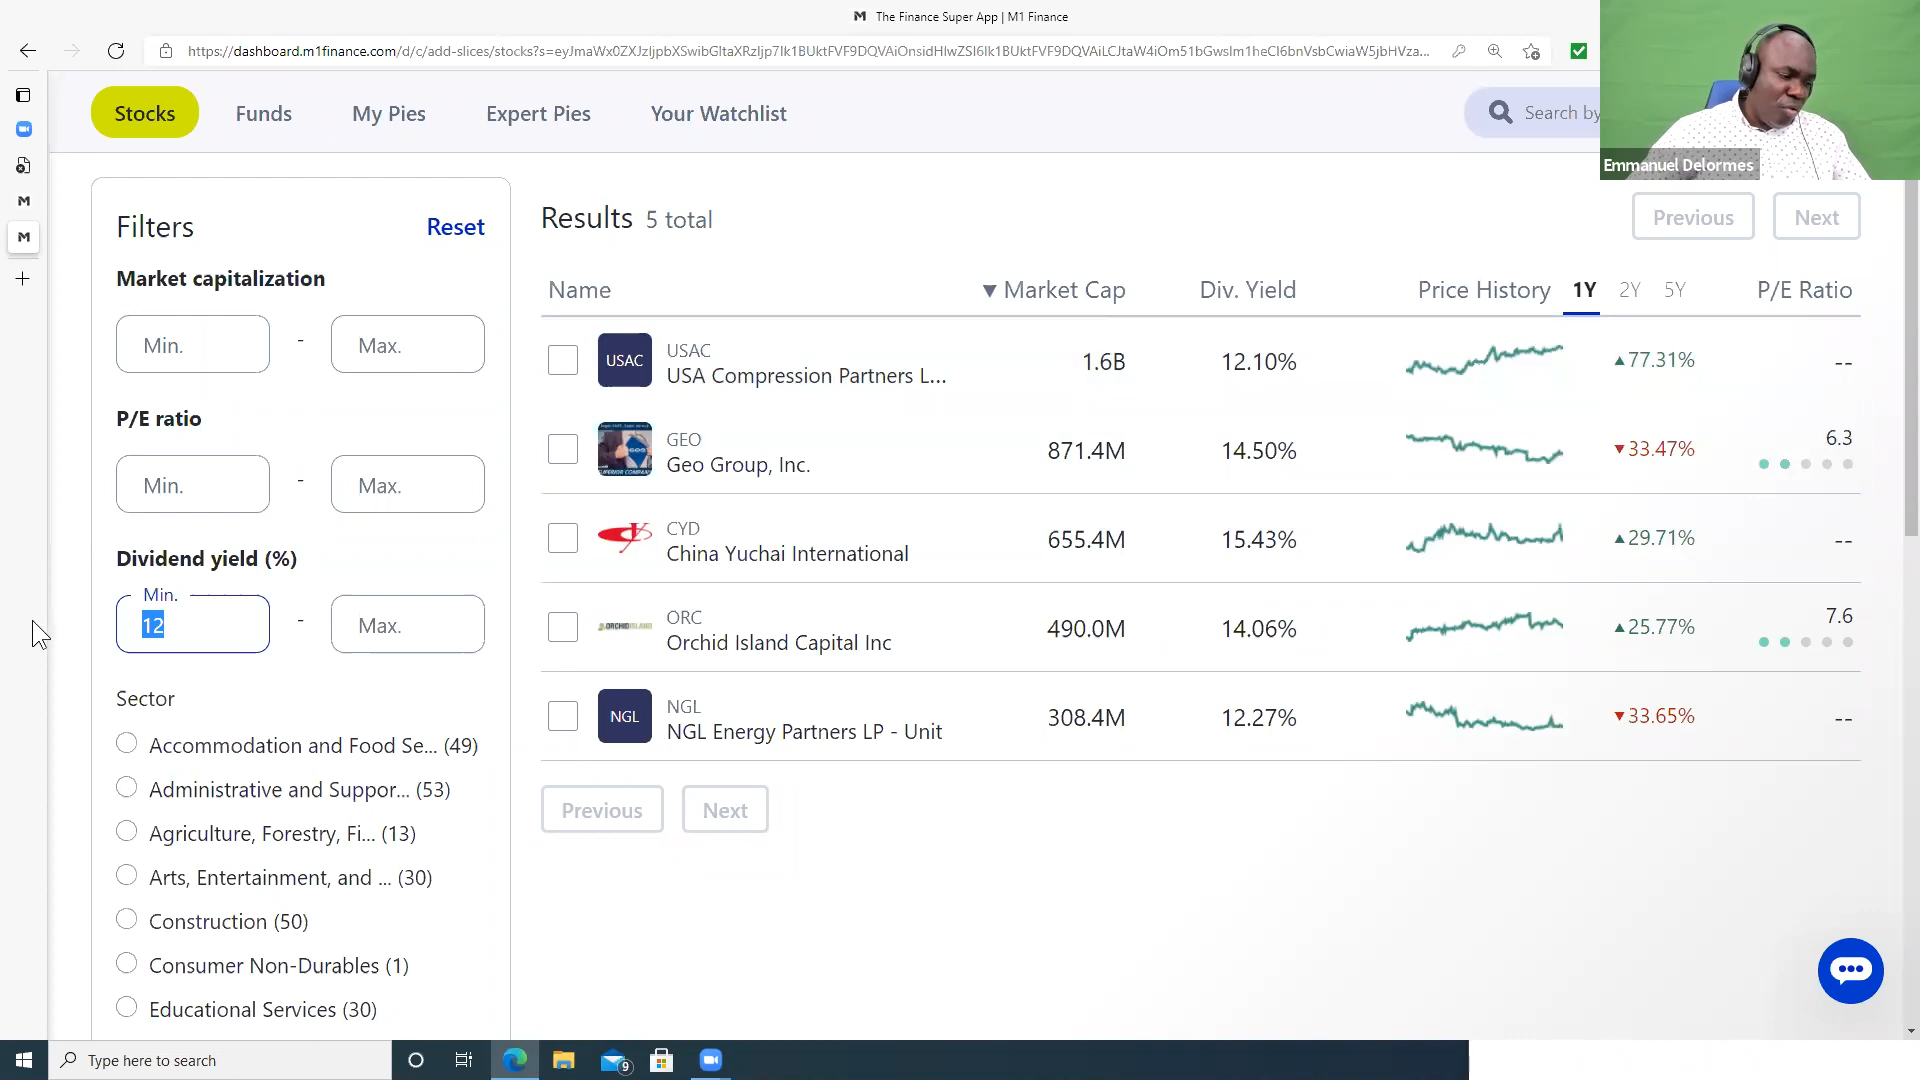 The Finance Super App | M1 Finance
https://dashboard.m1finance.com/d/c/add-slices/stocks?s=eyJmaWx0ZXJzIjpbXSwibGltaXRzIjp7Ik1BUktFVF9DQVAiOnsidHlwZSI6Ik1BUktFVF9DQVAiLCJtaW4iOm51bGwsIm1heCI6bnVsbCwiaW5jbHVza...
Stocks
Funds
My Pies
Expert Pies
Your Watchlist
Search by
Emmanuel Delormes
Filters
Reset
Market capitalization
Min.
-
Max.
P/E ratio
Min.
-
Max.
Dividend yield (%)
Min.
12
-
Max.
Sector
Accommodation and Food Se... (49)
Administrative and Suppor... (53)
Agriculture, Forestry, Fi... (13)
Arts, Entertainment, and ... (30)
Construction (50)
Consumer Non-Durables (1)
Educational Services (30)
Results 5 total
Previous
Next
Name
▼ Market Cap
Div. Yield
Price History
1Y
2Y
5Y
P/E Ratio
USAC
USAC
USA Compression Partners L...
1.6B
12.10%
▲77.31%
--
GEO
Geo Group, Inc.
871.4M
14.50%
▼33.47%
6.3
CYD
China Yuchai International
655.4M
15.43%
▲29.71%
--
ORC
Orchid Island Capital Inc
490.0M
14.06%
▲25.77%
7.6
NGL
NGL
NGL Energy Partners LP - Unit
308.4M
12.27%
▼33.65%
--
Previous
Next
Type here to search
9